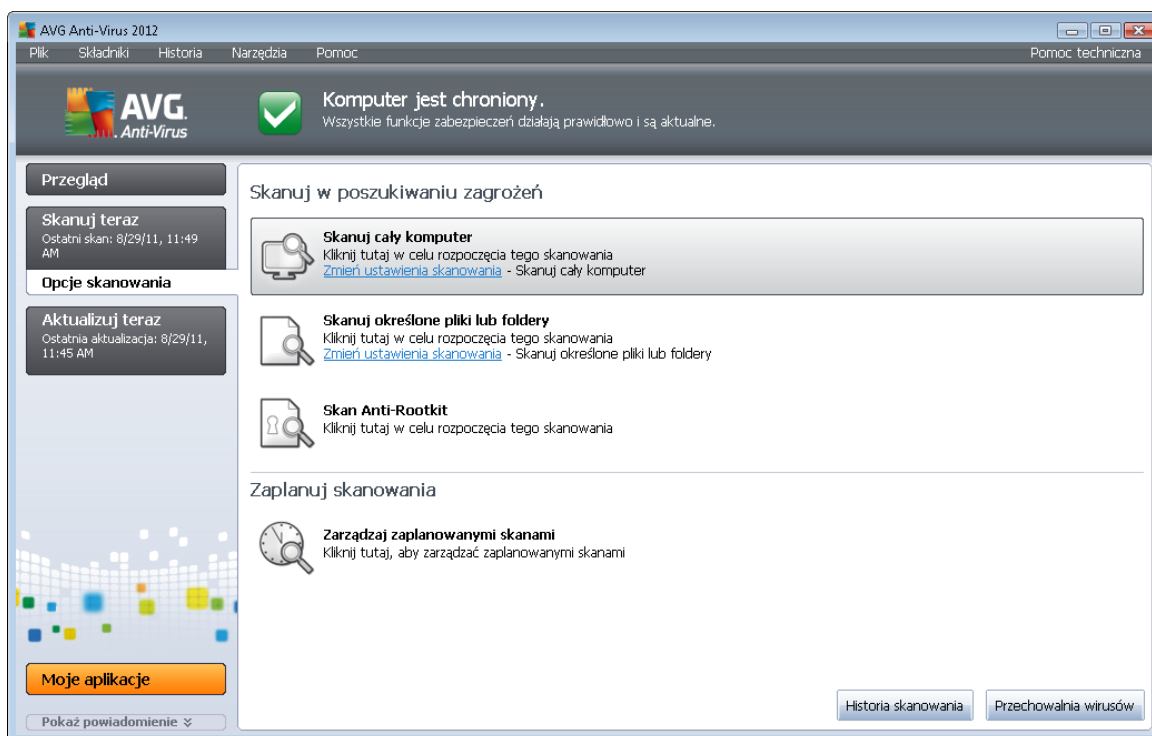 AVG Anti-Virus 2012
Plik Składniki Historia Narzędzia Pomoc Pomoc techniczna
AVG.
Anti-Virus
Komputer jest chroniony.
Wszystkie funkcje zabezpieczeń działają prawidłowo i są aktualne.
Przegląd
Skanuj teraz
Ostatni skan: 8/29/11, 11:49
AM
Opcje skanowania
Aktualizuj teraz
Ostatnia aktualizacja: 8/29/11,
11:45 AM
Moje aplikacje
Pokaż powiadomienie
Skanuj w poszukiwaniu zagrożeń
Skanuj cały komputer
Kliknij tutaj w celu rozpoczęcia tego skanowania
Zmień ustawienia skanowania - Skanuj cały komputer
Skanuj określone pliki lub foldery
Kliknij tutaj w celu rozpoczęcia tego skanowania
Zmień ustawienia skanowania - Skanuj określone pliki lub foldery
Skan Anti-Rootkit
Kliknij tutaj w celu rozpoczęcia tego skanowania
Zaplanuj skanowania
Zarządzaj zaplanowanymi skanami
Kliknij tutaj, aby zarządzać zaplanowanymi skanami
Historia skanowania
Przechowalnia wirusów